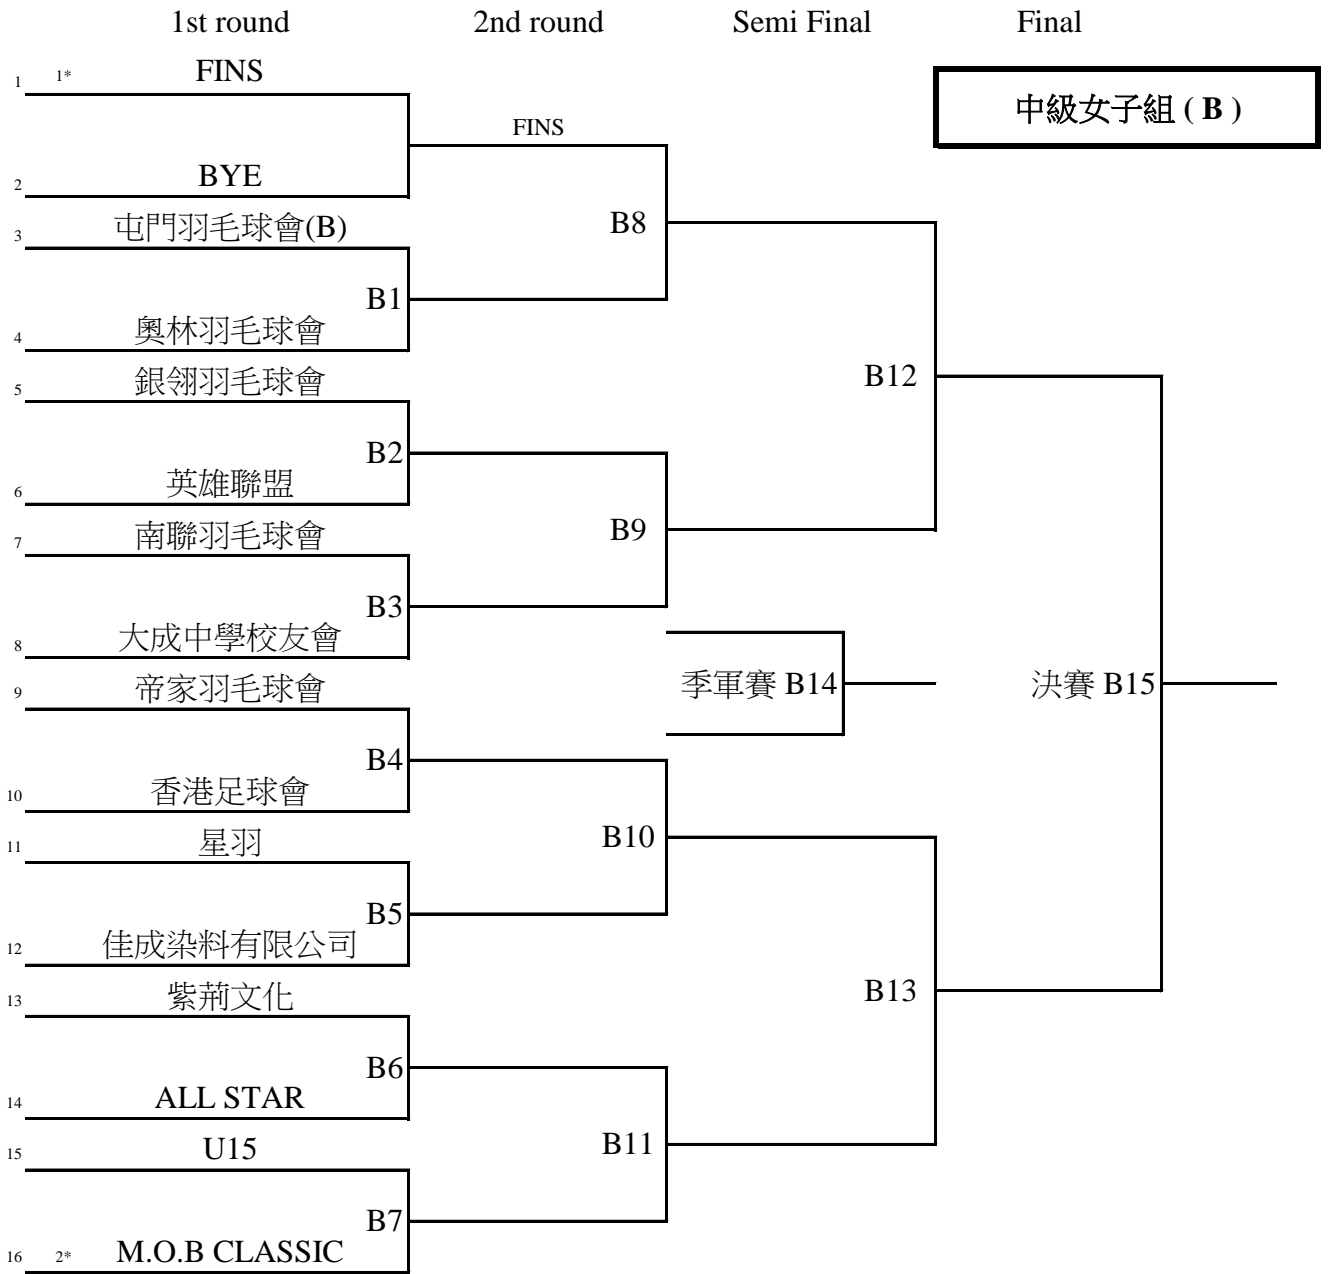 1st round 2nd round Semi Final Final
中級女子組 ( B )
1 1* FINS
FINS
2 BYE
3 屯門羽毛球會(B)
B8
B1
4 奧林羽毛球會
5 銀翎羽毛球會
B12
B2
6 英雄聯盟
7 南聯羽毛球會
B9
B3
8 大成中學校友會
9 帝家羽毛球會
季軍賽 B14
決賽 B15
B4
10 香港足球會
11 星羽
B10
B5
12 佳成染料有限公司
13 紫荊文化
B13
B6
14 ALL STAR
15 U15
B11
B7
16 2* M.O.B CLASSIC